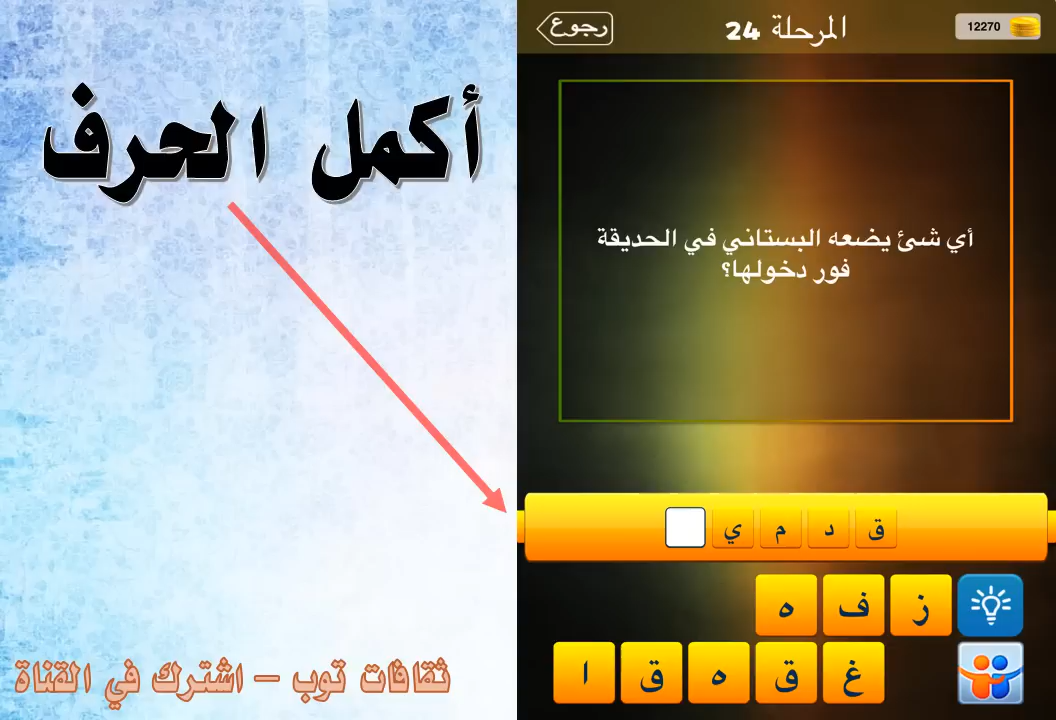 أكمل الحرف
ثقافات توب – اشترك في القناة
رجوع
المرحلة 24
12270
أي شئ يضعه البستاني في الحديقة
فور دخولها؟
ق د م ي
ز ف ه
غ ق ه ق ا